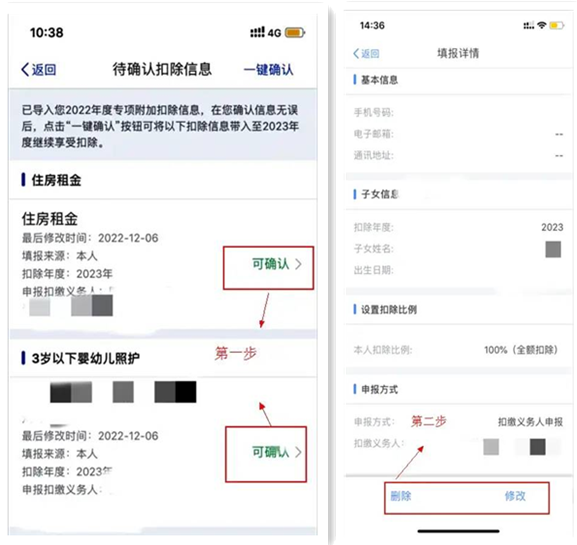 10:38
4G
返回
待确认扣除信息
一键确认
已导入您2022年度专项附加扣除信息，在您确认信息无误
后，点击“一键确认”按钮可将以下扣除信息带入至2023年
度继续享受扣除。
住房租金
住房租金
最后修改时间：2022-12-06
填报来源：本人
扣除年度：2023年
申报扣缴义务人：
可确认
第一步
3岁以下婴幼儿照护
最后修改时间：2022-12-06
填报来源：本人
扣除年度：2023年
申报扣缴义务人：
可确认
14:36
返回
填报详情
基本信息
手机号码：
电子邮箱： --
通讯地址： --
子女信息
扣除年度： 2023
子女姓名：
出生日期：
设置扣除比例
本人扣除比例： 100%（全额扣除）
申报方式
申报方式： 第二步 扣缴义务人申报
扣缴义务人：
删除
修改